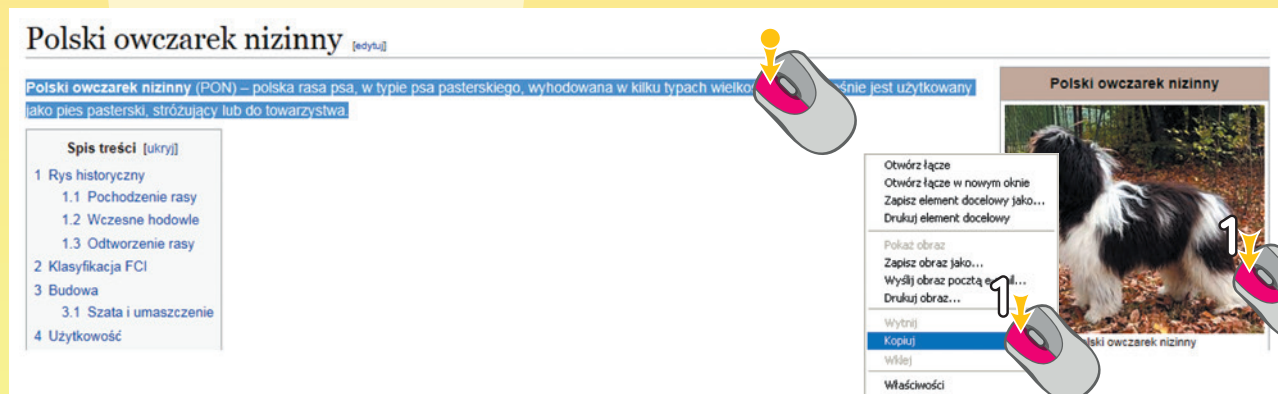 Polski owczarek nizinny [edytuj]
Polski owczarek nizinny (PON) – polska rasa psa, w typie psa pasterskiego, wyhodowana w kilku typach jest użytkowany
jako pies pasterski, stróżujący lub do towarzystwa.
Spis treści [ukryj]
1 Rys historyczny
1.1 Pochodzenie rasy
1.2 Wczesne hodowle
1.3 Odtworzenie rasy
2 Klasyfikacja FCI
3 Budowa
3.1 Szata i umaszczenie
4 Użytkowość
Polski owczarek nizinny
Otwórz łącze
Otwórz łącze w nowym oknie
Zapisz element docelowy jako...
Drukuj element docelowy
Pokaż obraz
Zapisz obraz jako...
Wyślij obraz pocztą
Drukuj obraz...
Wytnij
Kopiuj
Wklej
Właściwości
1
1
owczarek nizinny